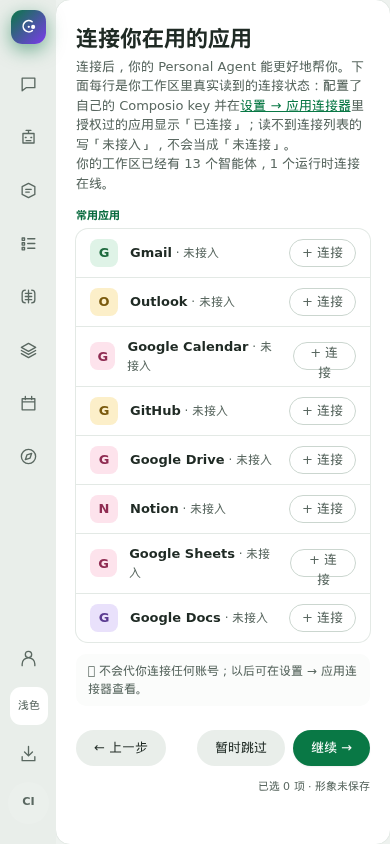 连接你在用的应用
连接后，你的 Personal Agent 能更好地帮你。下
面每行是你工作区里真实读到的连接状态：配置了
自己的 Composio key 并在设置 → 应用连接器里
授权过的应用显示「已连接」；读不到连接列表的
写「未接入」，不会当成「未连接」。
你的工作区已经有 13 个智能体，1 个运行时连接
在线。
常用应用
G Gmail · 未接入 + 连接
O Outlook · 未接入 + 连接
G Google Calendar · 未
接入
+ 连
接
G GitHub · 未接入 + 连接
G Google Drive · 未接入 + 连接
N Notion · 未接入 + 连接
G Google Sheets · 未接
入
+ 连
接
G Google Docs · 未接入 + 连接
不会代你连接任何账号；以后可在设置 → 应用连
接器查看。
← 上一步 暂时跳过 继续 →
已选 0 项 · 形象未保存
浅色
CI